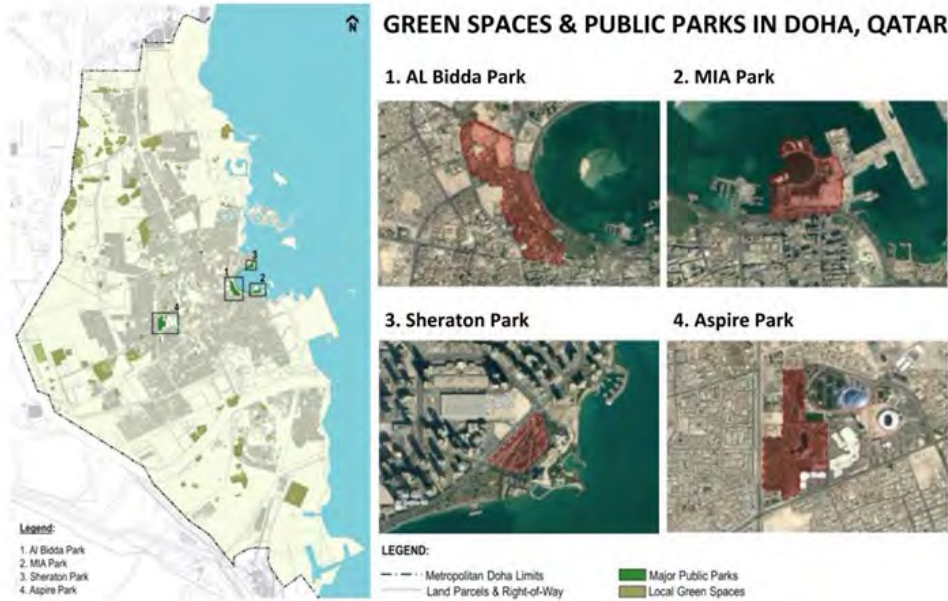 N
GREEN SPACES & PUBLIC PARKS IN DOHA, QATAR
1. AL Bidda Park
2. MIA Park
3
1
2
4
3. Sheraton Park
4. Aspire Park
Legend:
1. Al Bidda Park
2. MIA Park
3. Sheraton Park
4. Aspire Park
LEGEND:
Metropolitan Doha Limits
Land Parcels & Right-of-Way
Major Public Parks
Local Green Spaces